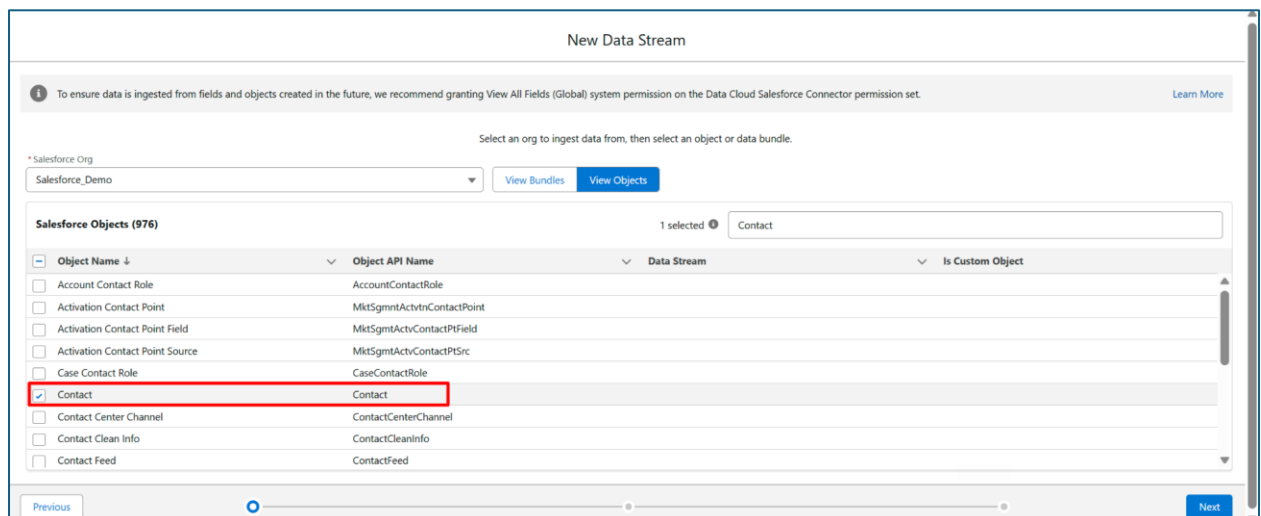 New Data Stream
To ensure data is ingested from fields and objects created in the future, we recommend granting View All Fields (Global) system permission on the Data Cloud Salesforce Connector permission set. Learn More
Select an org to ingest data from, then select an object or data bundle.
* Salesforce Org
Salesforce_Demo View Bundles View Objects
Salesforce Objects (976) 1 selected Contact
Object Name ↓ Object API Name Data Stream Is Custom Object
Account Contact Role AccountContactRole
Activation Contact Point MktSgmntActvtnContactPoint
Activation Contact Point Field MktSgmtActvContactPtField
Activation Contact Point Source MktSgmtActvContactPtSrc
Case Contact Role CaseContactRole
Contact Contact
Contact Center Channel ContactCenterChannel
Contact Clean Info ContactCleanInfo
Contact Feed ContactFeed
Previous Next